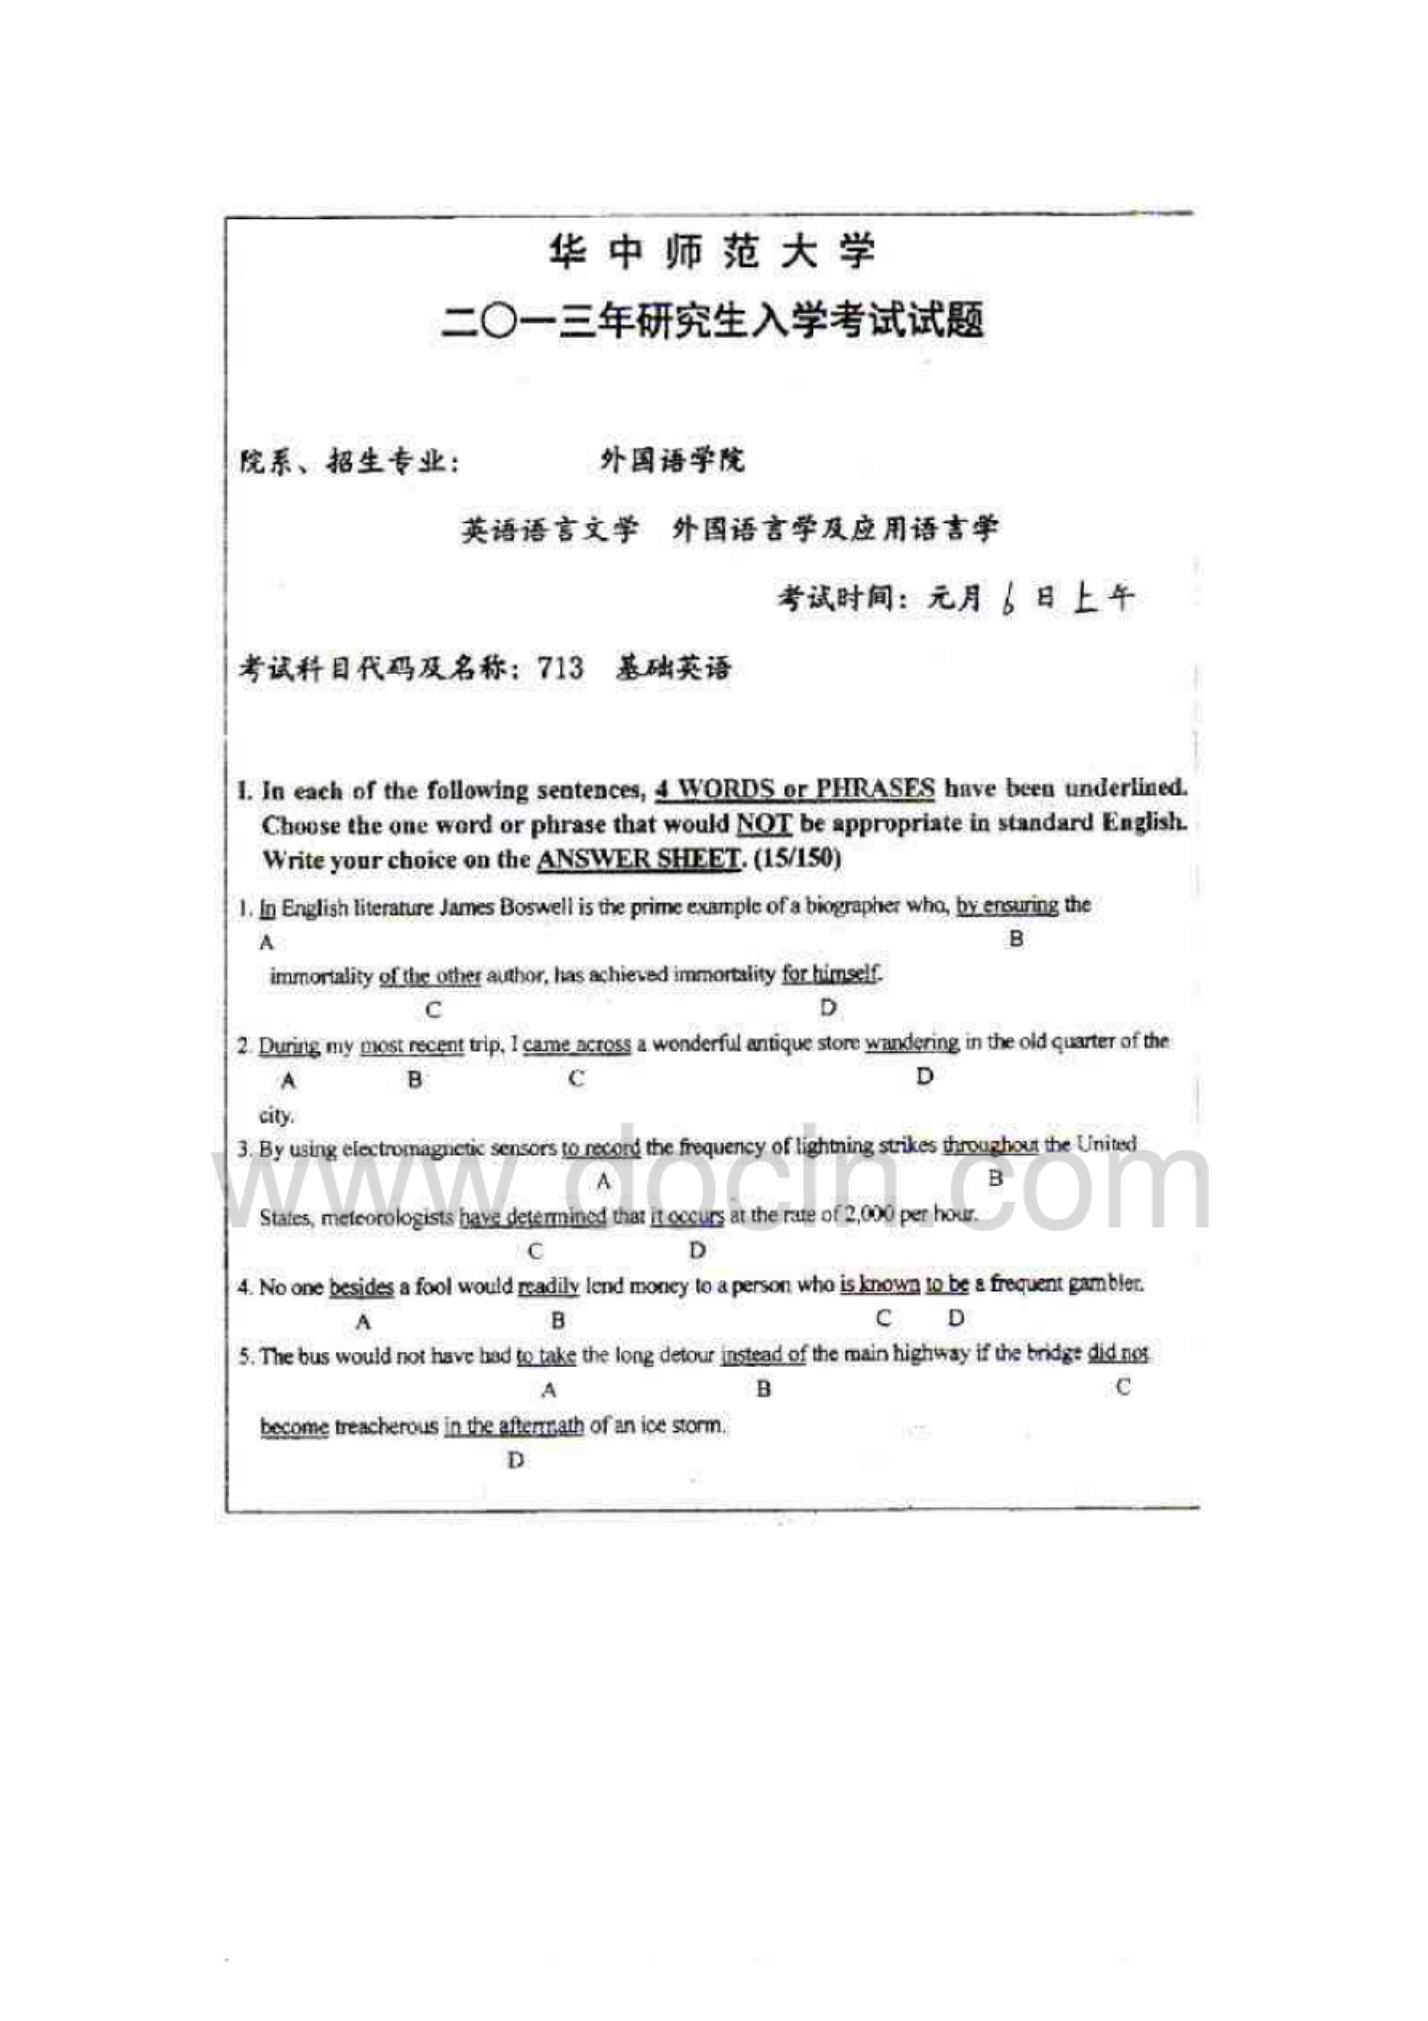 华中师范大学
二〇一三年研究生入学考试试题
院系、招生专业: 外国语学院
英语语言文学 外国语言学及应用语言学
考试时间: 元月 6 日 上午
考试科目代码及名称: 713 基础英语
I. In each of the following sentences, 4 WORDS or PHRASES have been underlined.
Choose the one word or phrase that would NOT be appropriate in standard English.
Write your choice on the ANSWER SHEET. (15/150)
1. In English literature James Boswell is the prime example of a biographer who, by ensuring the
A B
immortality of the other author, has achieved immortality for himself.
C D
2. During my most recent trip, I came across a wonderful antique store wandering in the old quarter of the
A B C D
city.
3. By using electromagnetic sensors to record the frequency of lightning strikes throughout the United
A B
States, meteorologists have determined that it occurs at the rate of 2,000 per hour.
C D
4. No one besides a fool would readily lend money to a person who is known to be a frequent gambler.
A B C D
5. The bus would not have had to take the long detour instead of the main highway if the bridge did not
A B C
become treacherous in the aftermath of an ice storm.
D
www.docin.com